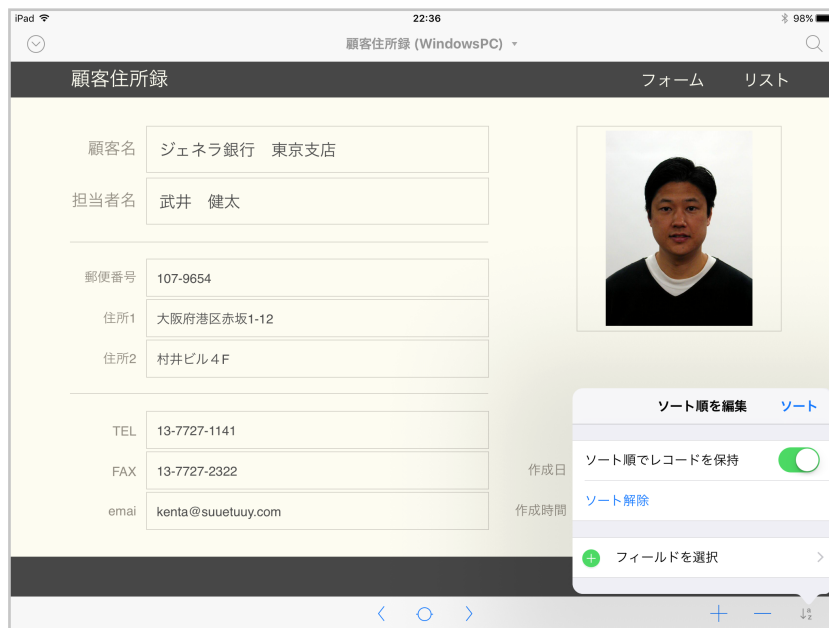 iPad 22:36 98%
顧客住所録 (WindowsPC)
顧客住所録 フォーム リスト
顧客名 ジェネラ銀行　東京支店
担当者名 武井　健太
郵便番号 107-9654
住所1 大阪府港区赤坂1-12
住所2 村井ビル４F
TEL 13-7727-1141
FAX 13-7727-2322
emai kenta@suuetuuy.com
作成日
作成時間
ソート順を編集 ソート
ソート順でレコードを保持
ソート解除
フィールドを選択